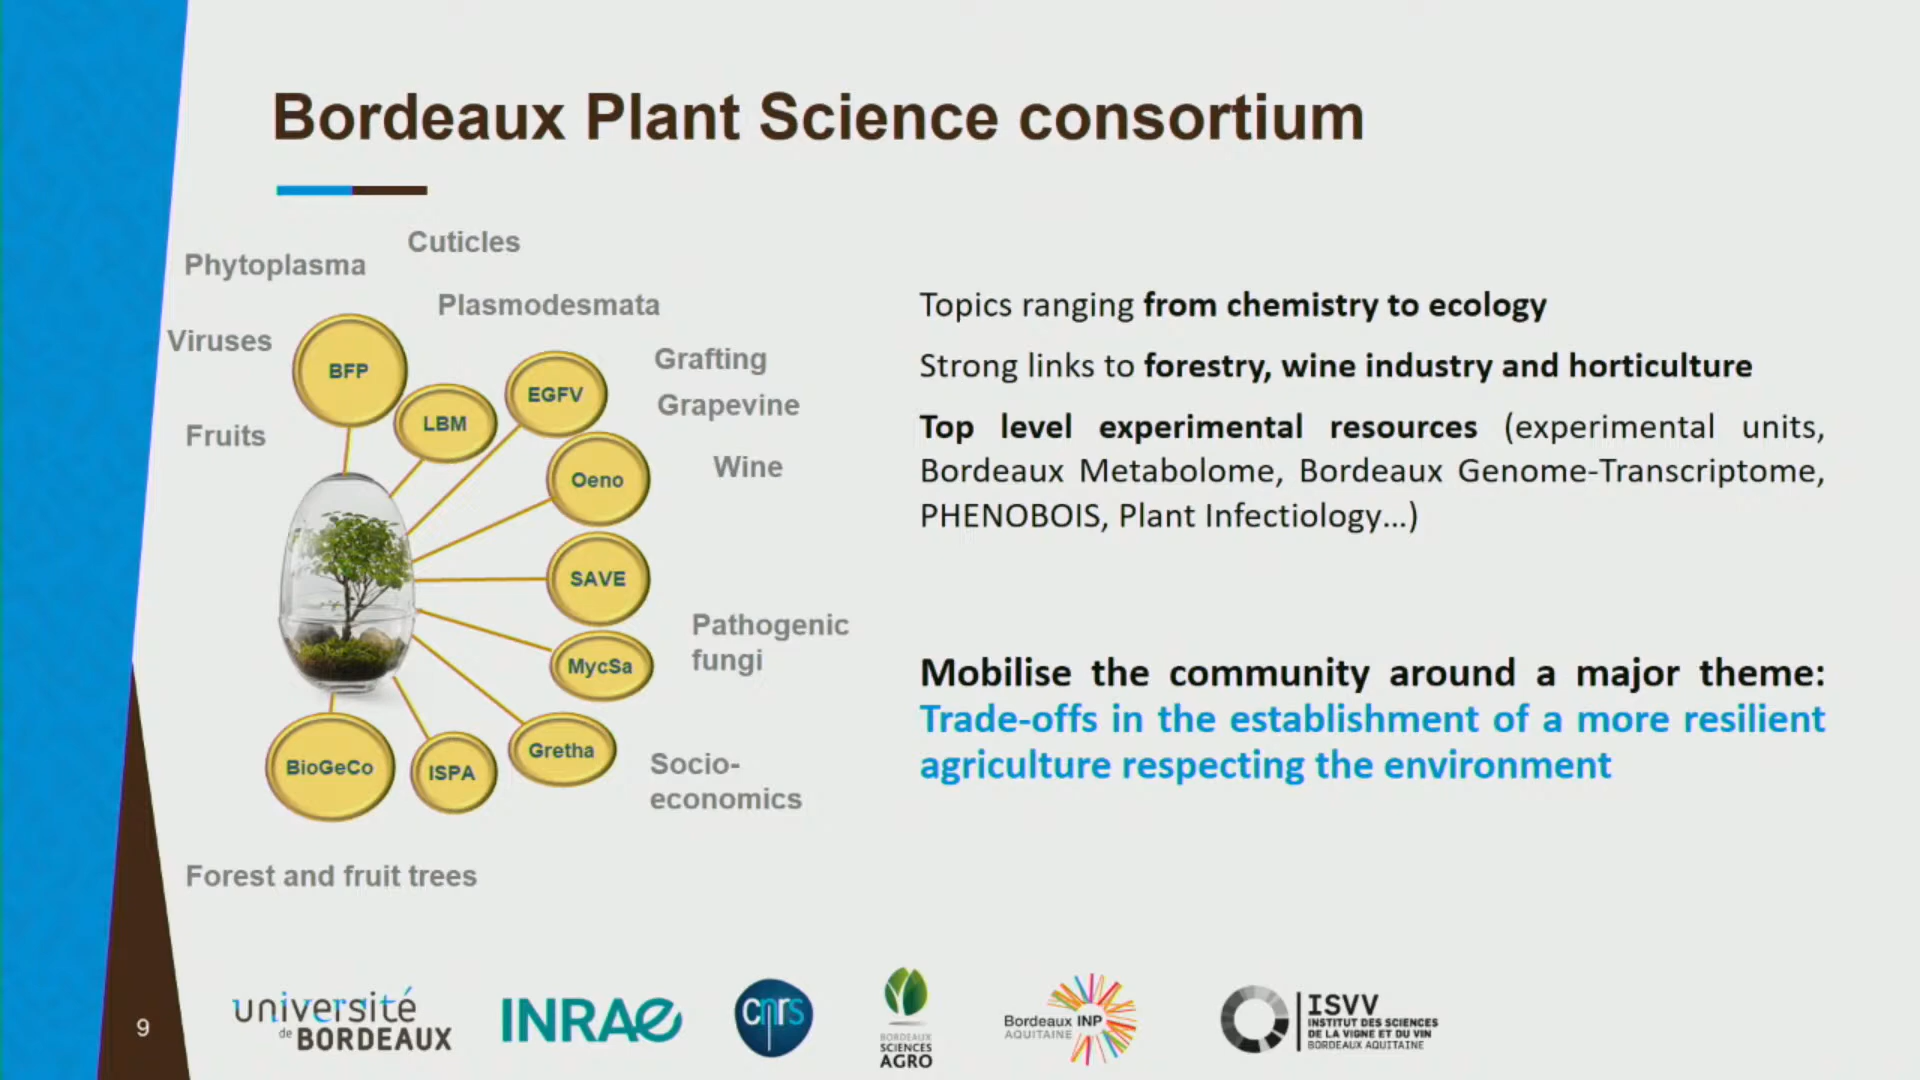 Bordeaux Plant Science consortium
Cuticles
Phytoplasma
Plasmodesmata
Viruses
BFP
LBM
EGFV
Grafting
Grapevine
Fruits
Oeno
Wine
SAVE
MycSa
Pathogenic
fungi
Gretha
BioGeCo
ISPA
Socio-
economics
Forest and fruit trees
Topics ranging from chemistry to ecology
Strong links to forestry, wine industry and horticulture
Top level experimental resources (experimental units,
Bordeaux Metabolome, Bordeaux Genome-Transcriptome,
PHENOBOIS, Plant Infectiology...)
Mobilise the community around a major theme:
Trade-offs in the establishment of a more resilient
agriculture respecting the environment
9
université
de BORDEAUX
INRAE
cnrs
BORDEAUX
SCIENCES
AGRO
Bordeaux INP
AQUITAINE
ISVV
INSTITUT DES SCIENCES
DE LA VIGNE ET DU VIN
BORDEAUX AQUITAINE